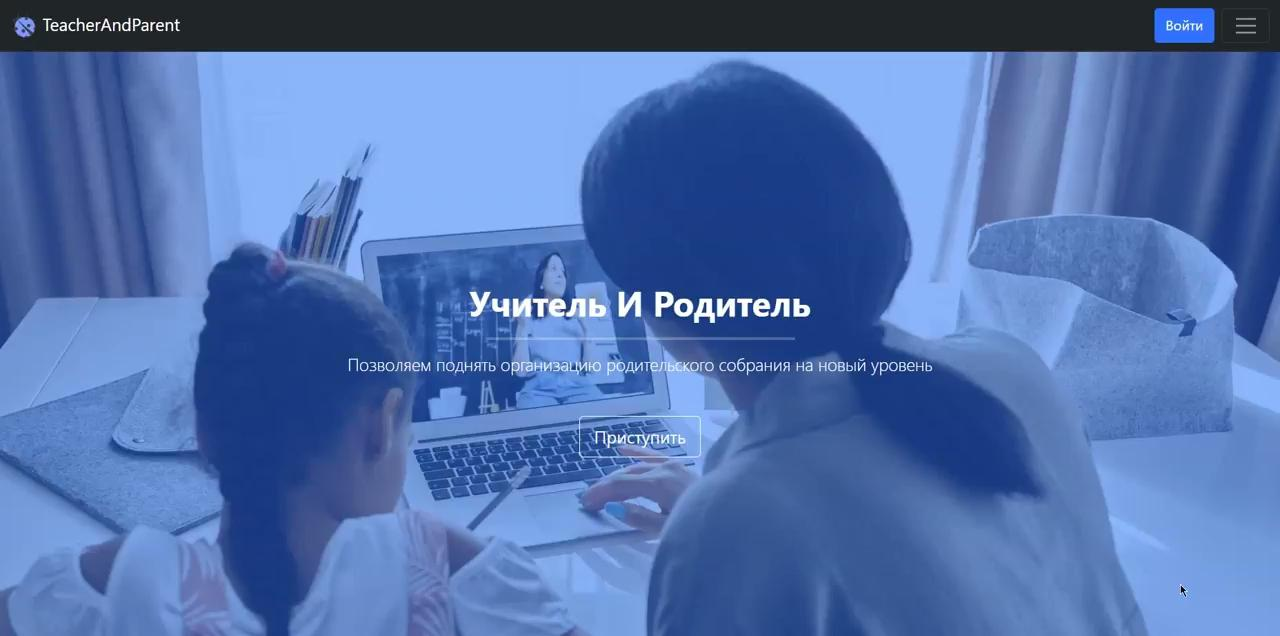 TeacherAndParent
Войти
Учитель И Родитель
Позволяем поднять организацию родительского собрания на новый уровень
Приступить